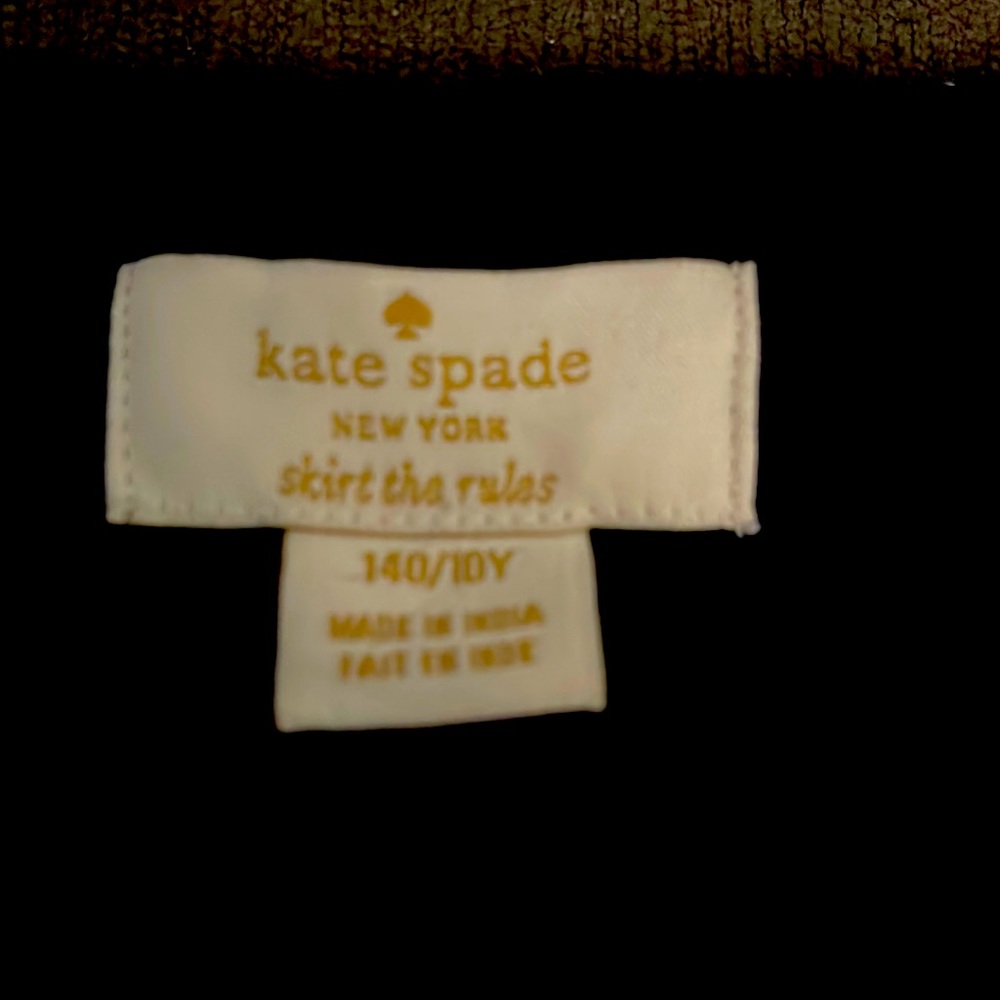 kate spade
NEW YORK
skirt the rules
140/10Y
MADE IN INDIA
FAIT EN INDE